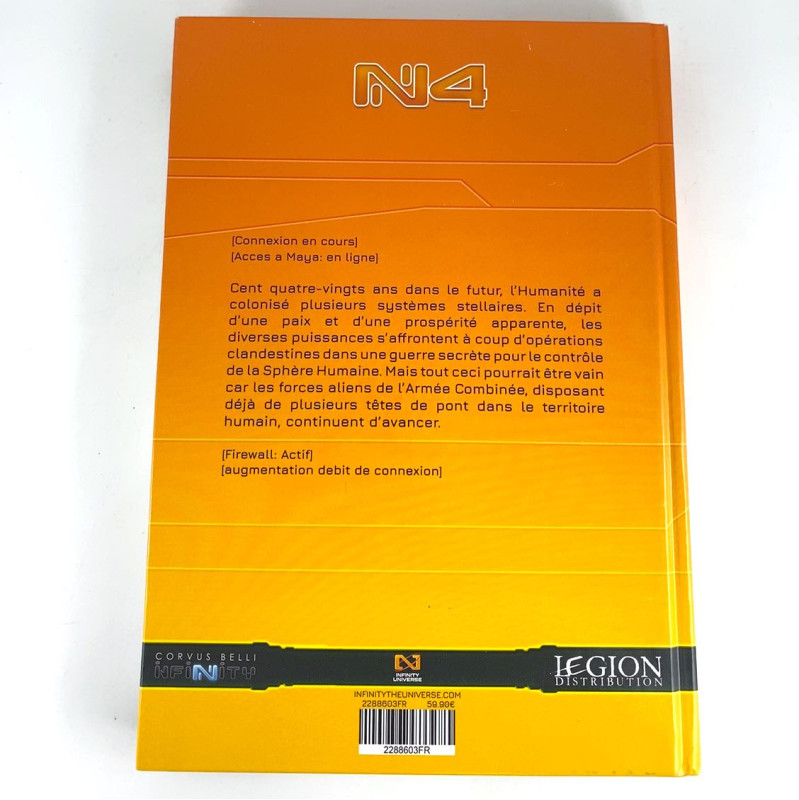 N4
[Connexion en cours]
[Acces a Maya: en ligne]
Cent quatre-vingts ans dans le futur, l'Humanité a
colonisé plusieurs systèmes stellaires. En dépit
d'une paix et d'une prospérité apparente, les
diverses puissances s'affrontent à coup d'opérations
clandestines dans une guerre secrète pour le contrôle
de la Sphère Humaine. Mais tout ceci pourrait être vain
car les forces aliens de l'Armée Combinée, disposant
déjà de plusieurs têtes de pont dans le territoire
humain, continuent d'avancer.
[Firewall: Actif]
[augmentation debit de connexion]
CORVUS BELLI
iNFiNiTY
INFINITY
UNIVERSE
LEGION
DISTRIBUTION
INFINITYTHEUNIVERSE.COM
2288603FR 59.90€
2288603FR